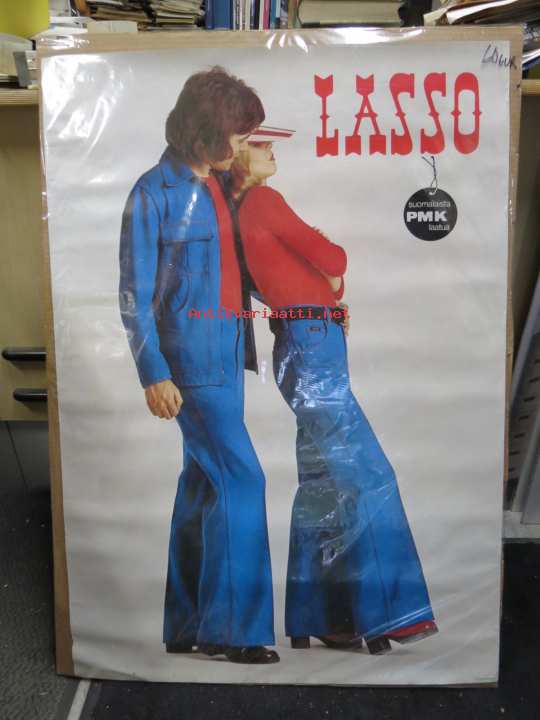 LASSO
suomalaista
PMK
laatua
Antikvariaatti.net